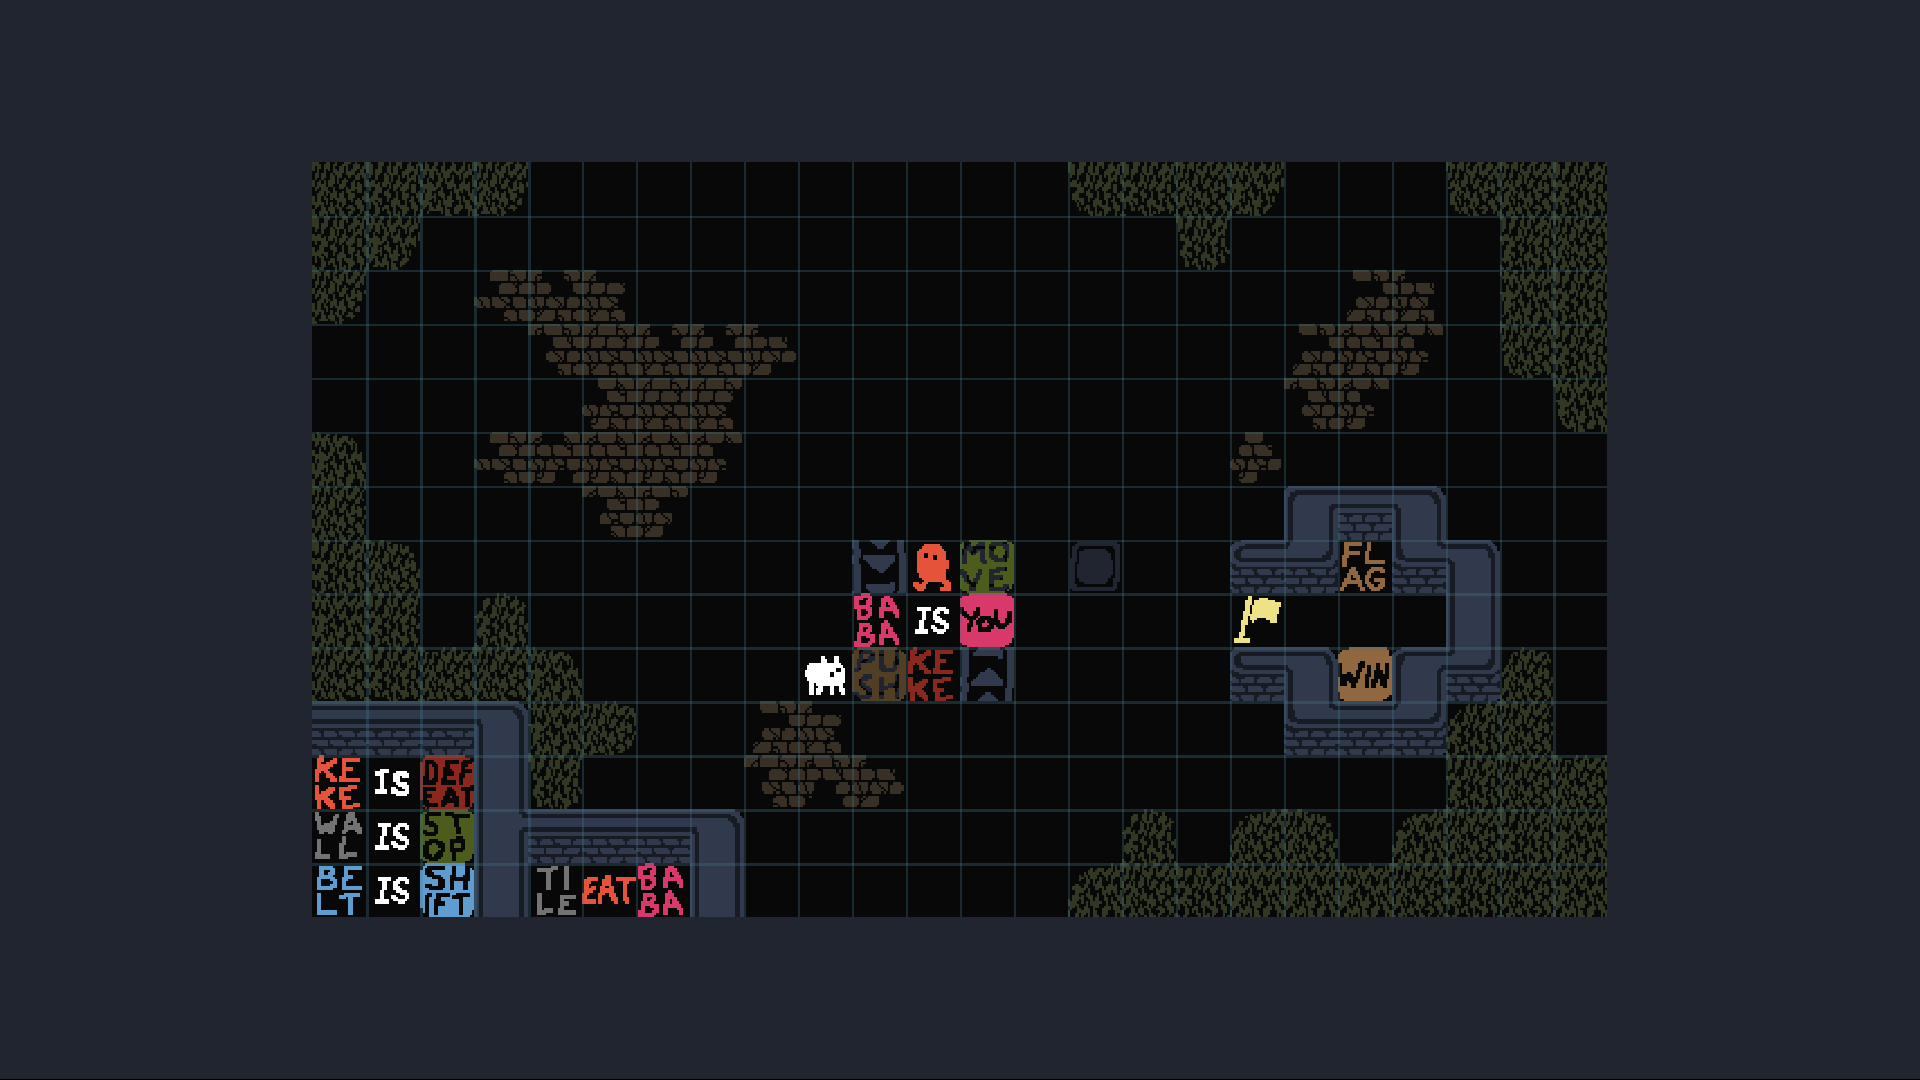 MOVE
FLAG
BABA IS YOU
PUSH KEKE
WIN
KEKE IS DEFEAT
WALL IS STOP
BELT IS SHIFT
TILE EAT BABA